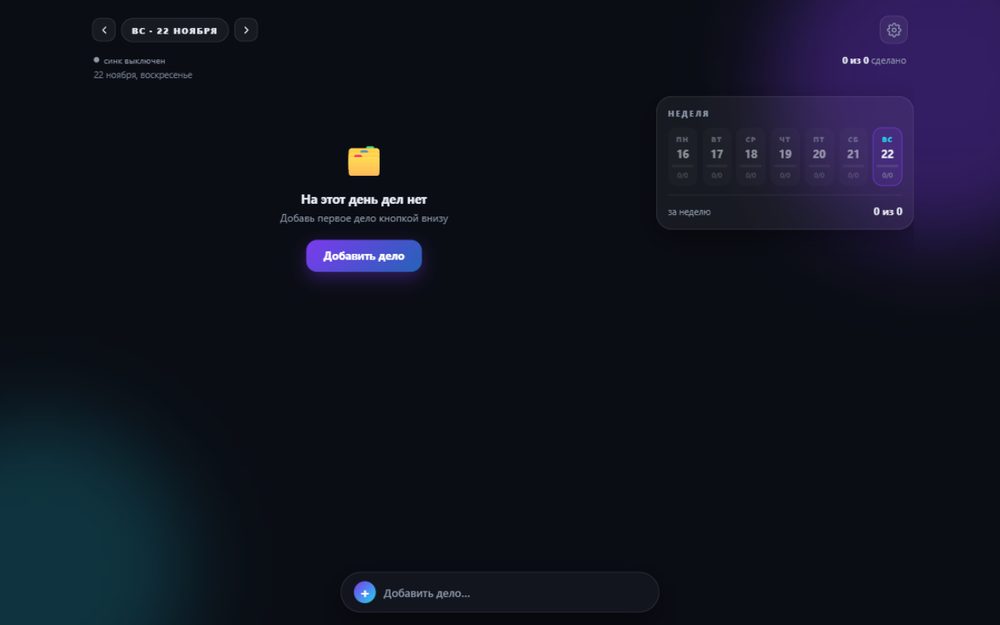 ВС · 22 НОЯБРЯ
синк выключен
22 ноября, воскресенье
0 из 0 сделано
НЕДЕЛЯ
ПН ВТ СР ЧТ ПТ СБ ВС
16 17 18 19 20 21 22
0/0 0/0 0/0 0/0 0/0 0/0 0/0
за неделю 0 из 0
На этот день дел нет
Добавь первое дело кнопкой внизу
Добавить дело
+ Добавить дело...